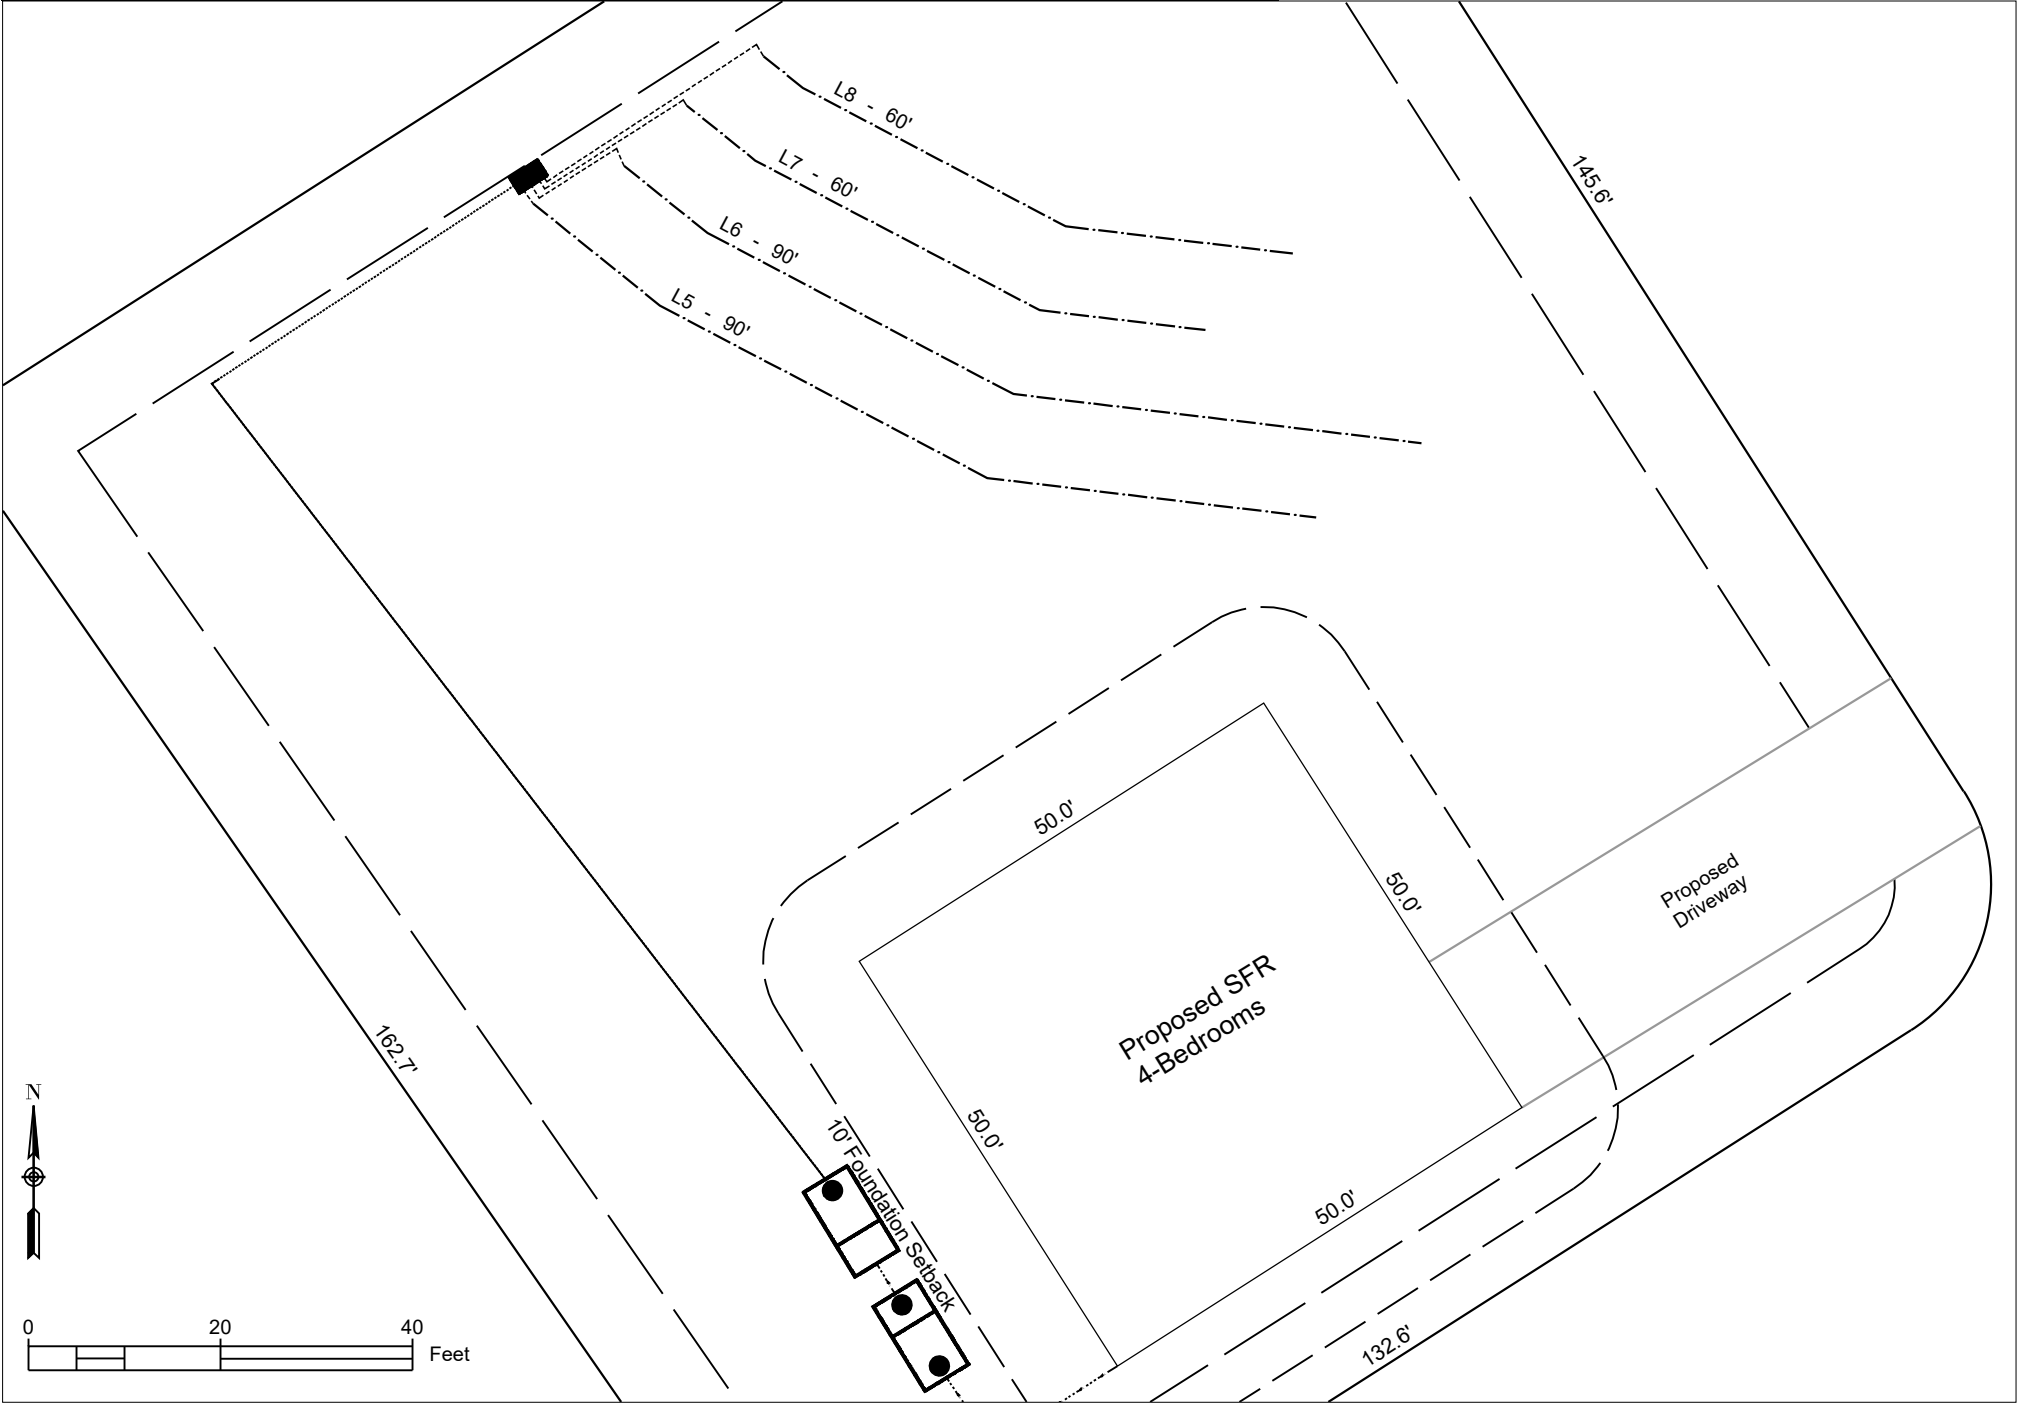 L8 - 60'
L7 - 60'
L6 - 90'
L5 - 90'
145.6'
50.0'
50.0'
Proposed
Driveway
Proposed SFR
4-Bedrooms
162.7'
N
50.0'
10' Foundation Setback
50.0'
132.6'
0 20 40
Feet